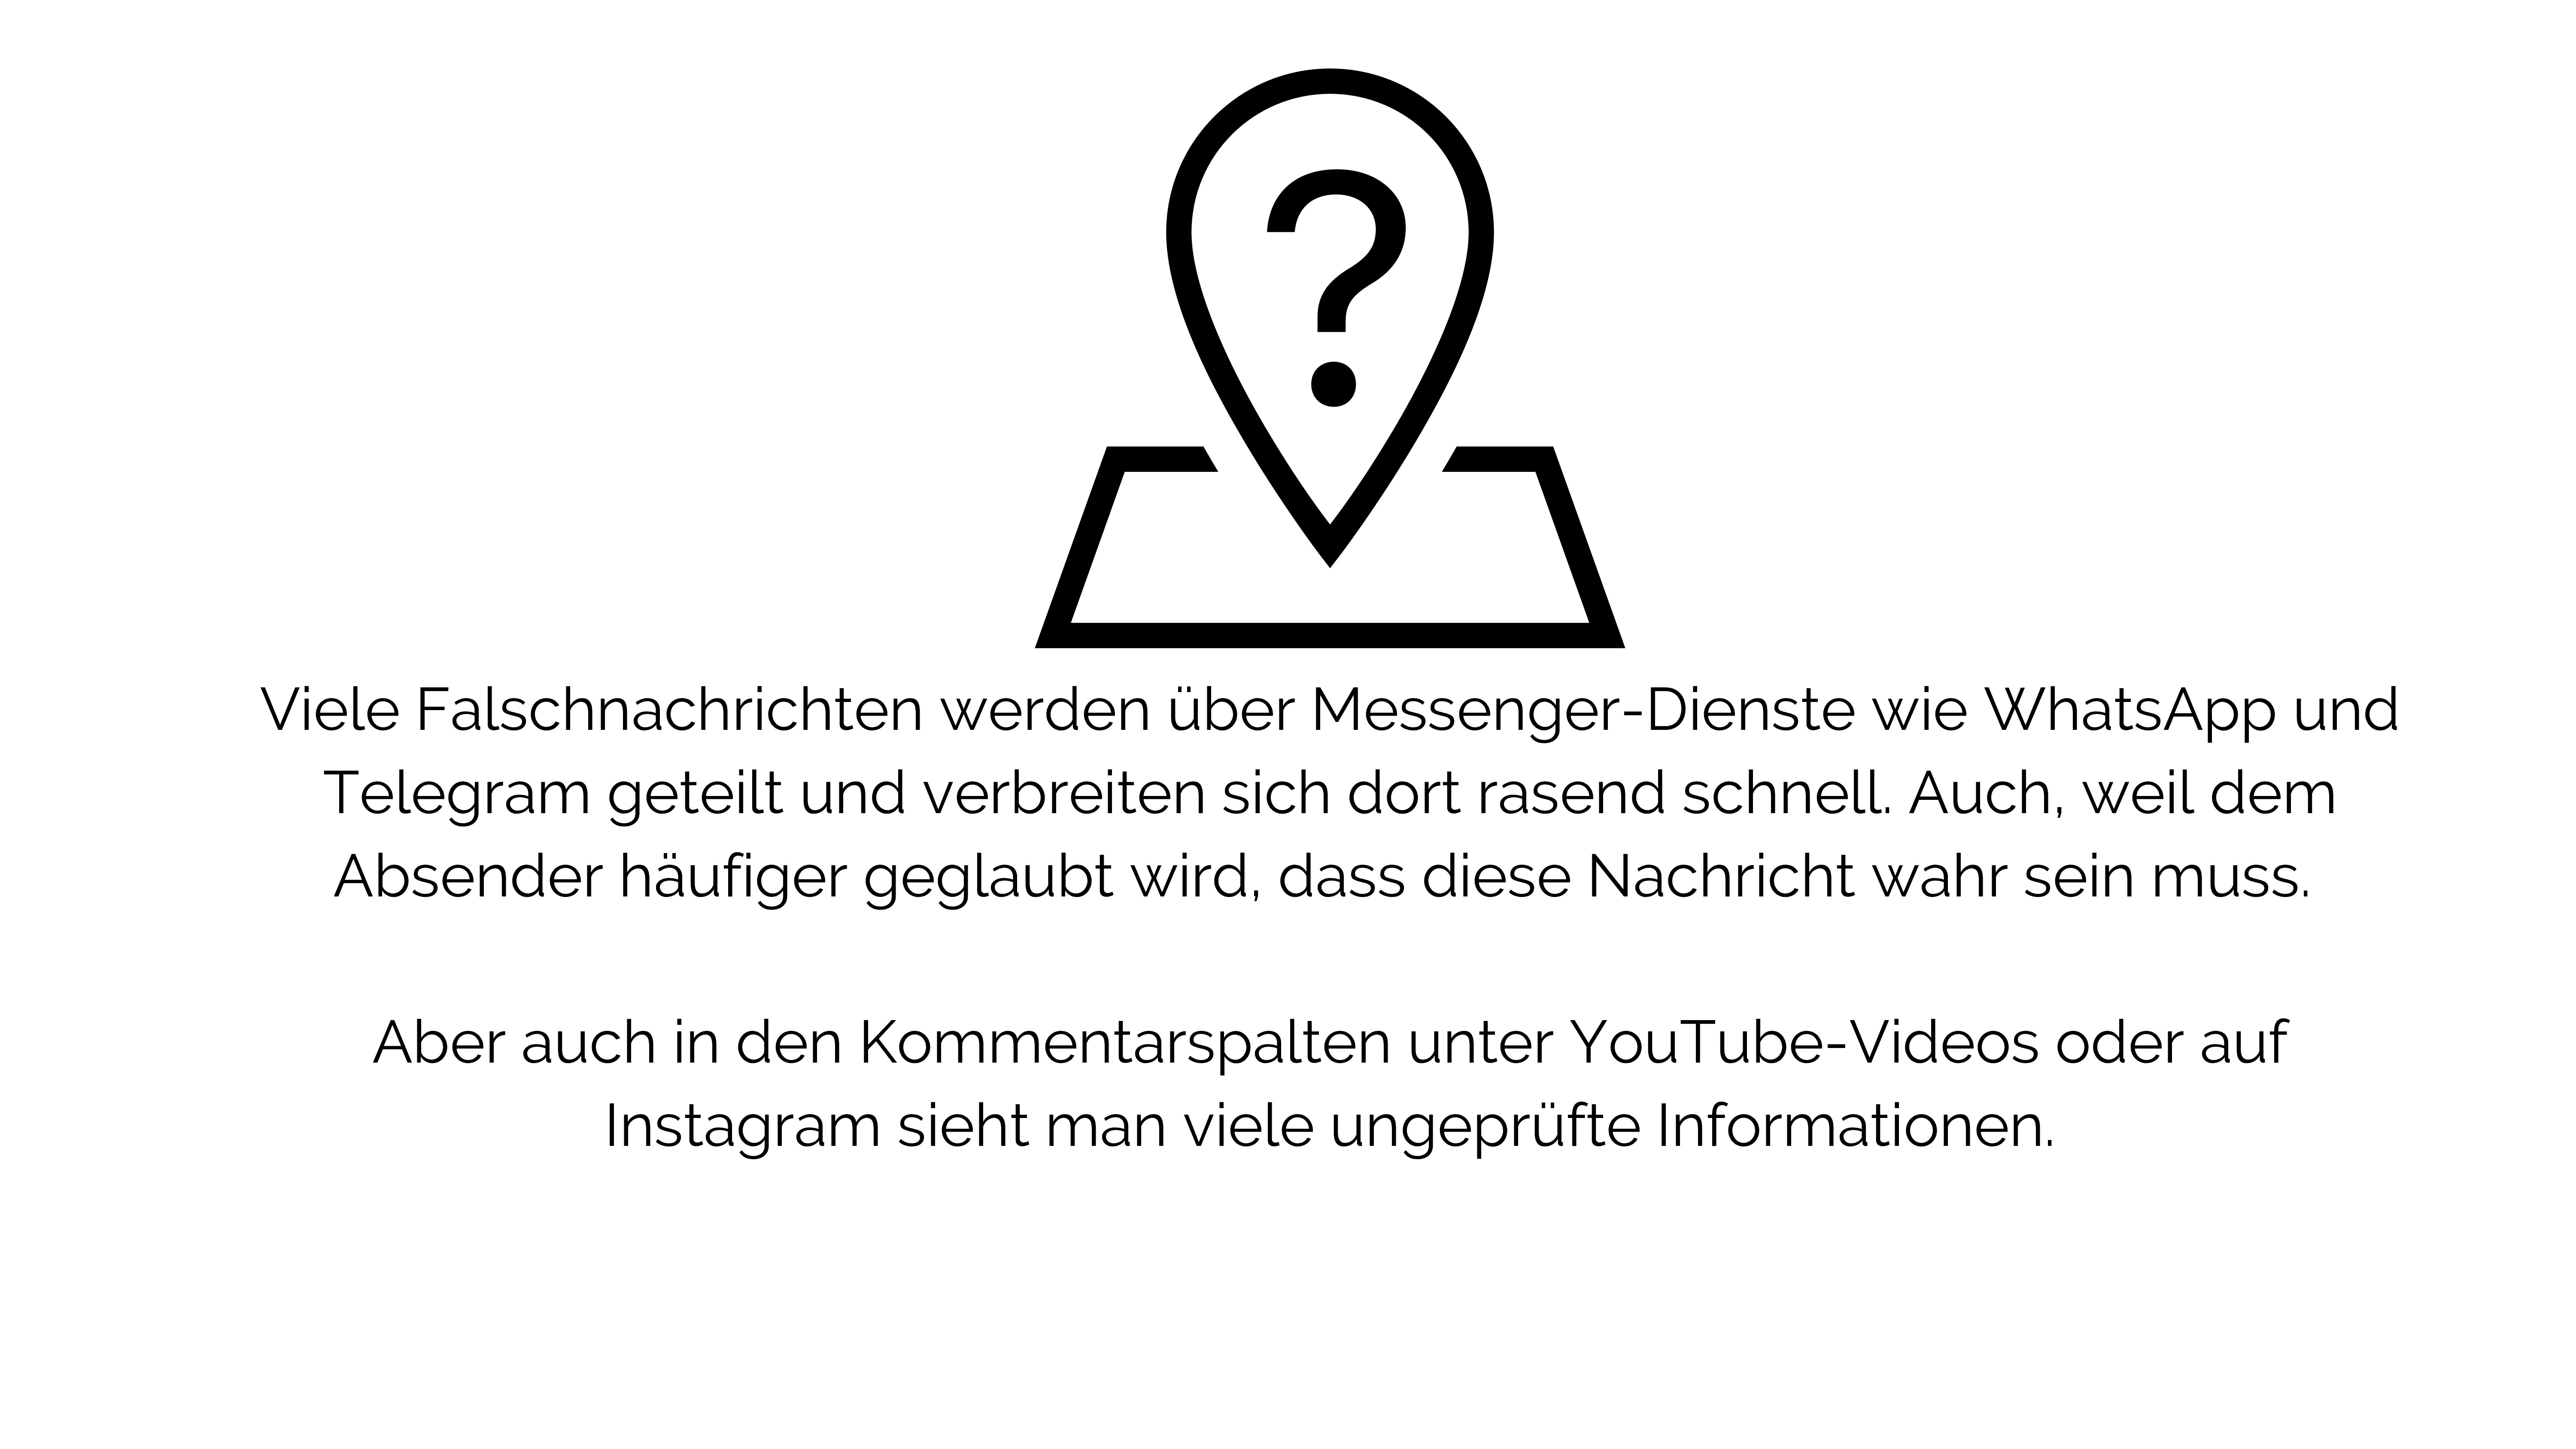 ?
Viele Falschnachrichten werden über Messenger-Dienste wie WhatsApp und
Telegram geteilt und verbreiten sich dort rasend schnell. Auch, weil dem
Absender häufiger geglaubt wird, dass diese Nachricht wahr sein muss.
Aber auch in den Kommentarspalten unter YouTube-Videos oder auf
Instagram sieht man viele ungeprüfte Informationen.